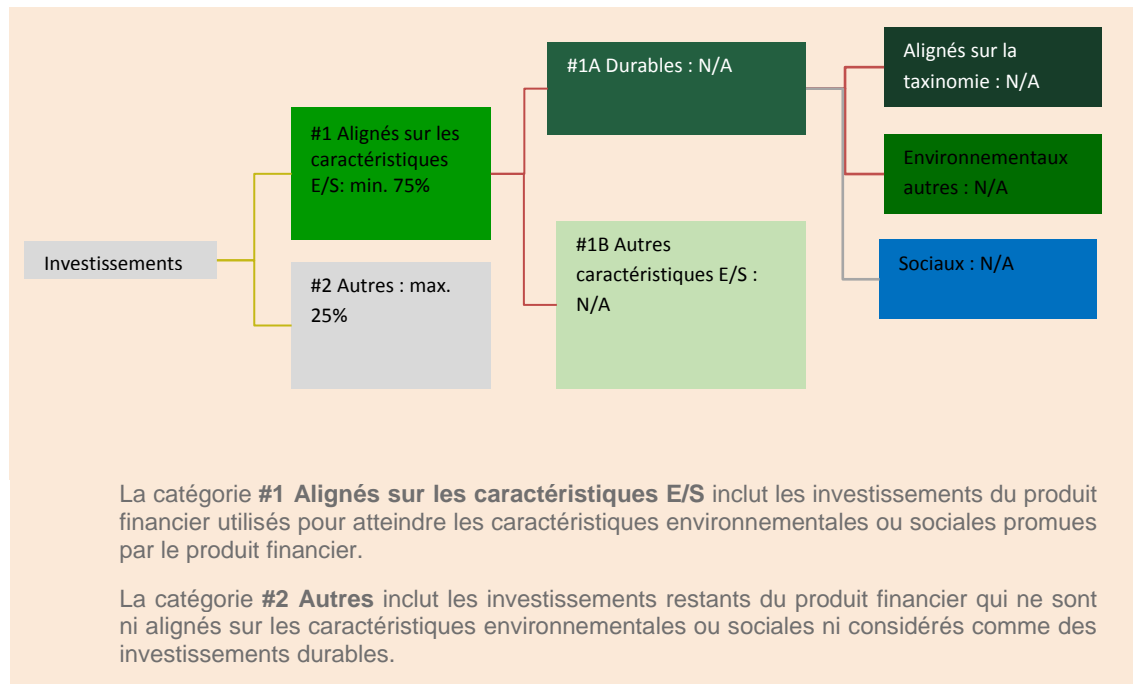 Investissements
#1 Alignés sur les
caractéristiques
E/S: min. 75%
#2 Autres : max.
25%
#1A Durables : N/A
#1B Autres
caractéristiques E/S :
N/A
Alignés sur la
taxinomie : N/A
Environnementaux
autres : N/A
Sociaux : N/A
La catégorie #1 Alignés sur les caractéristiques E/S inclut les investissements du produit
financier utilisés pour atteindre les caractéristiques environnementales ou sociales promues
par le produit financier.
La catégorie #2 Autres inclut les investissements restants du produit financier qui ne sont
ni alignés sur les caractéristiques environnementales ou sociales ni considérés comme des
investissements durables.